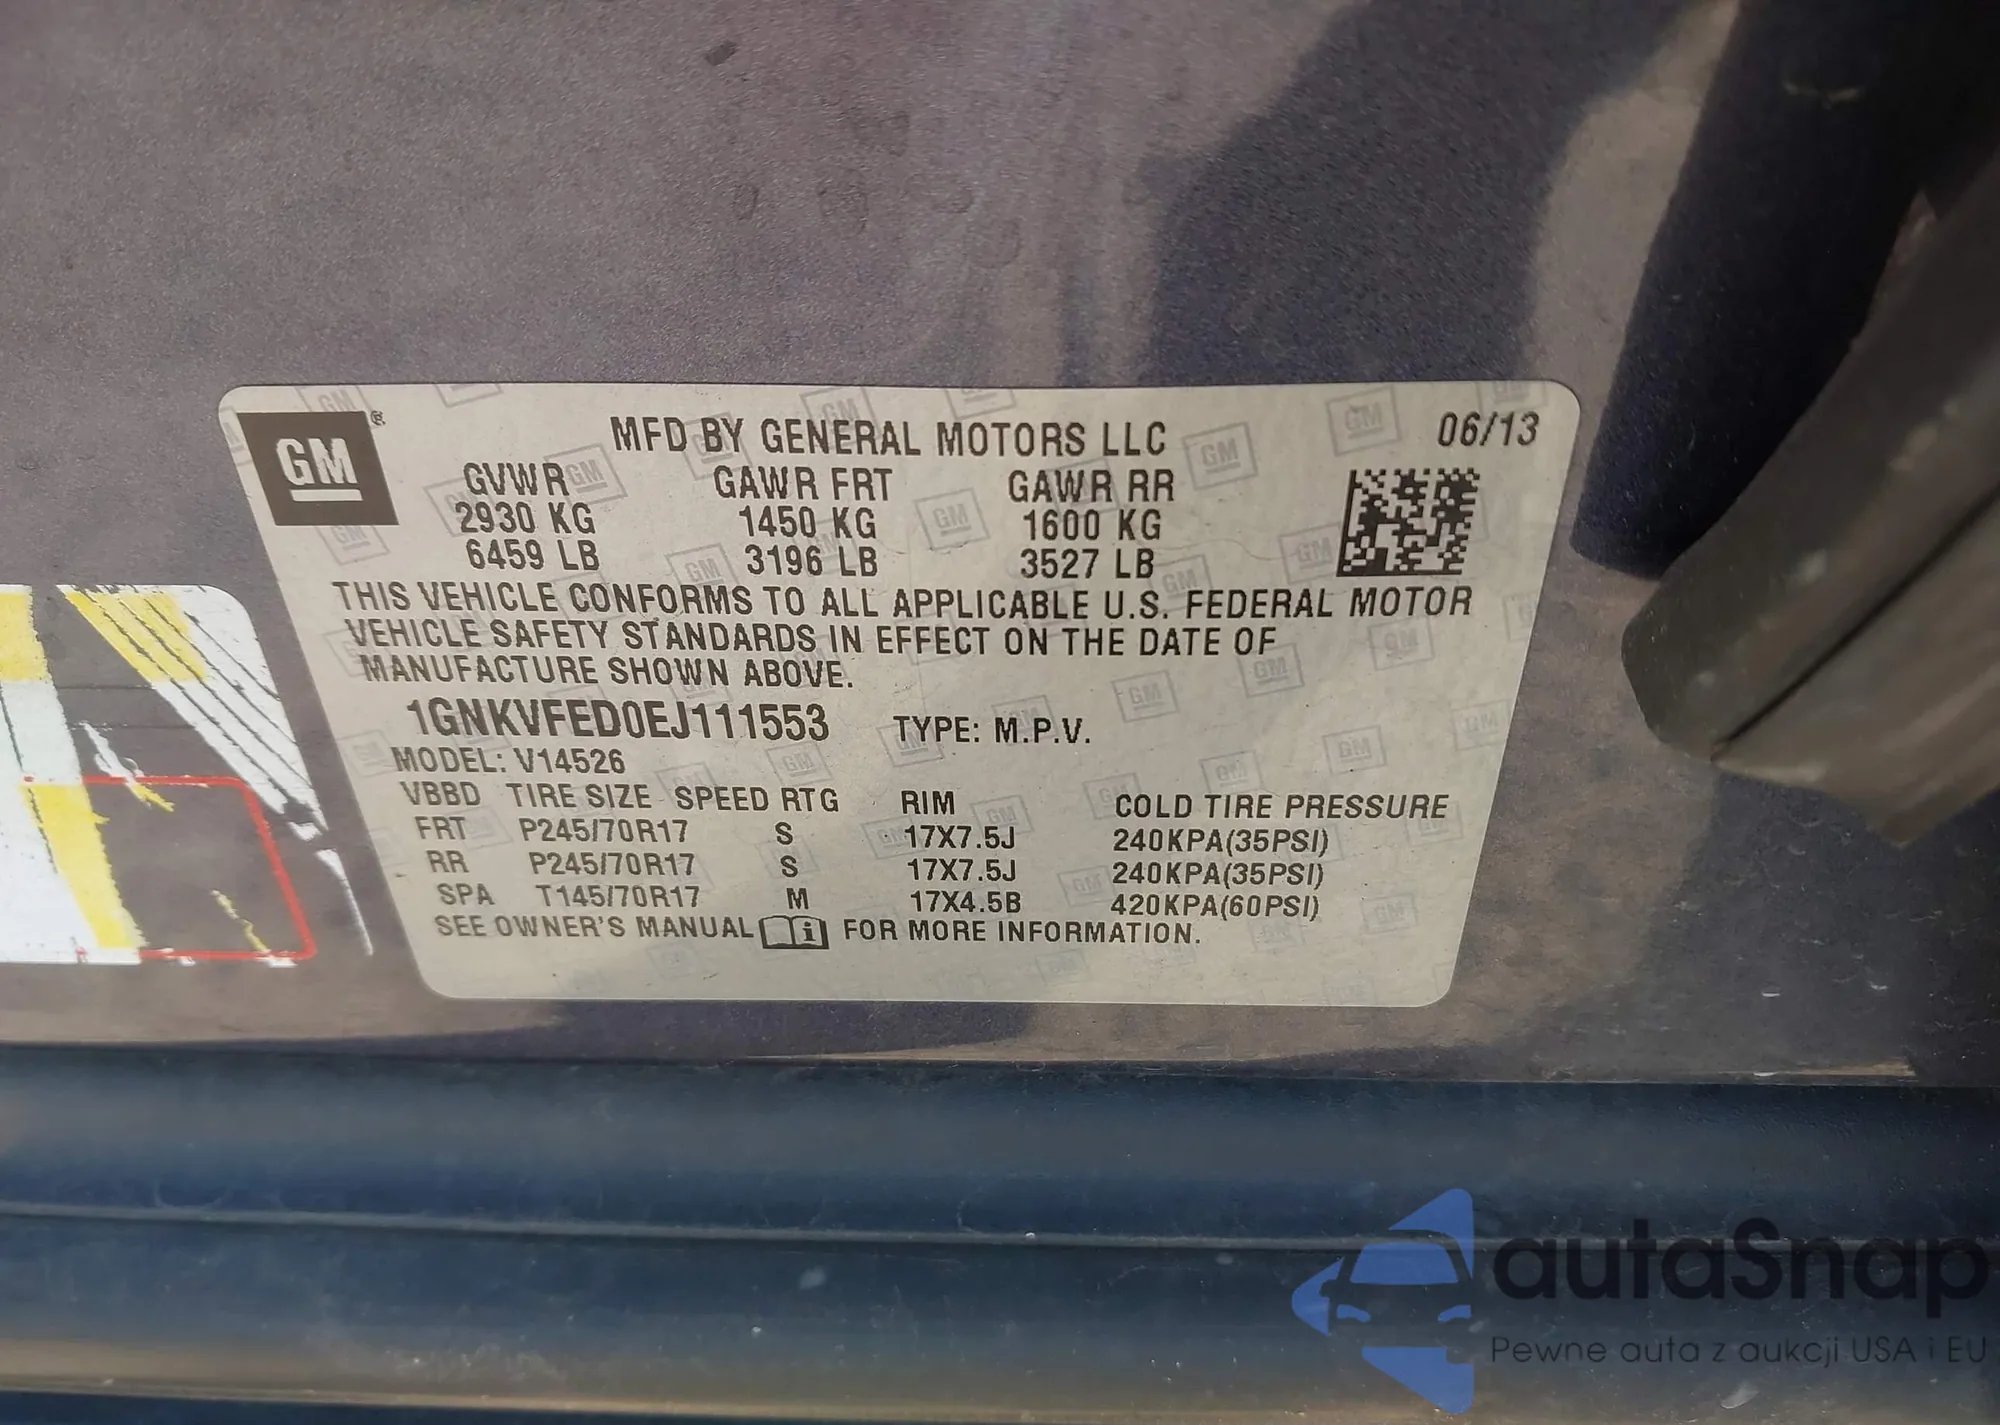 GM ®
MFD BY GENERAL MOTORS LLC 06/13
GVWR GAWR FRT GAWR RR
2930 KG 1450 KG 1600 KG
6459 LB 3196 LB 3527 LB
THIS VEHICLE CONFORMS TO ALL APPLICABLE U.S. FEDERAL MOTOR
VEHICLE SAFETY STANDARDS IN EFFECT ON THE DATE OF
MANUFACTURE SHOWN ABOVE.
1GNKVFED0EJ111553 TYPE: M.P.V.
MODEL: V14526
VBBD TIRE SIZE SPEED RTG RIM COLD TIRE PRESSURE
FRT P245/70R17 S 17X7.5J 240KPA(35PSI)
RR P245/70R17 S 17X7.5J 240KPA(35PSI)
SPA T145/70R17 M 17X4.5B 420KPA(60PSI)
SEE OWNER'S MANUAL i FOR MORE INFORMATION.
autaSnap
Pewne auta z aukcji USA i EU